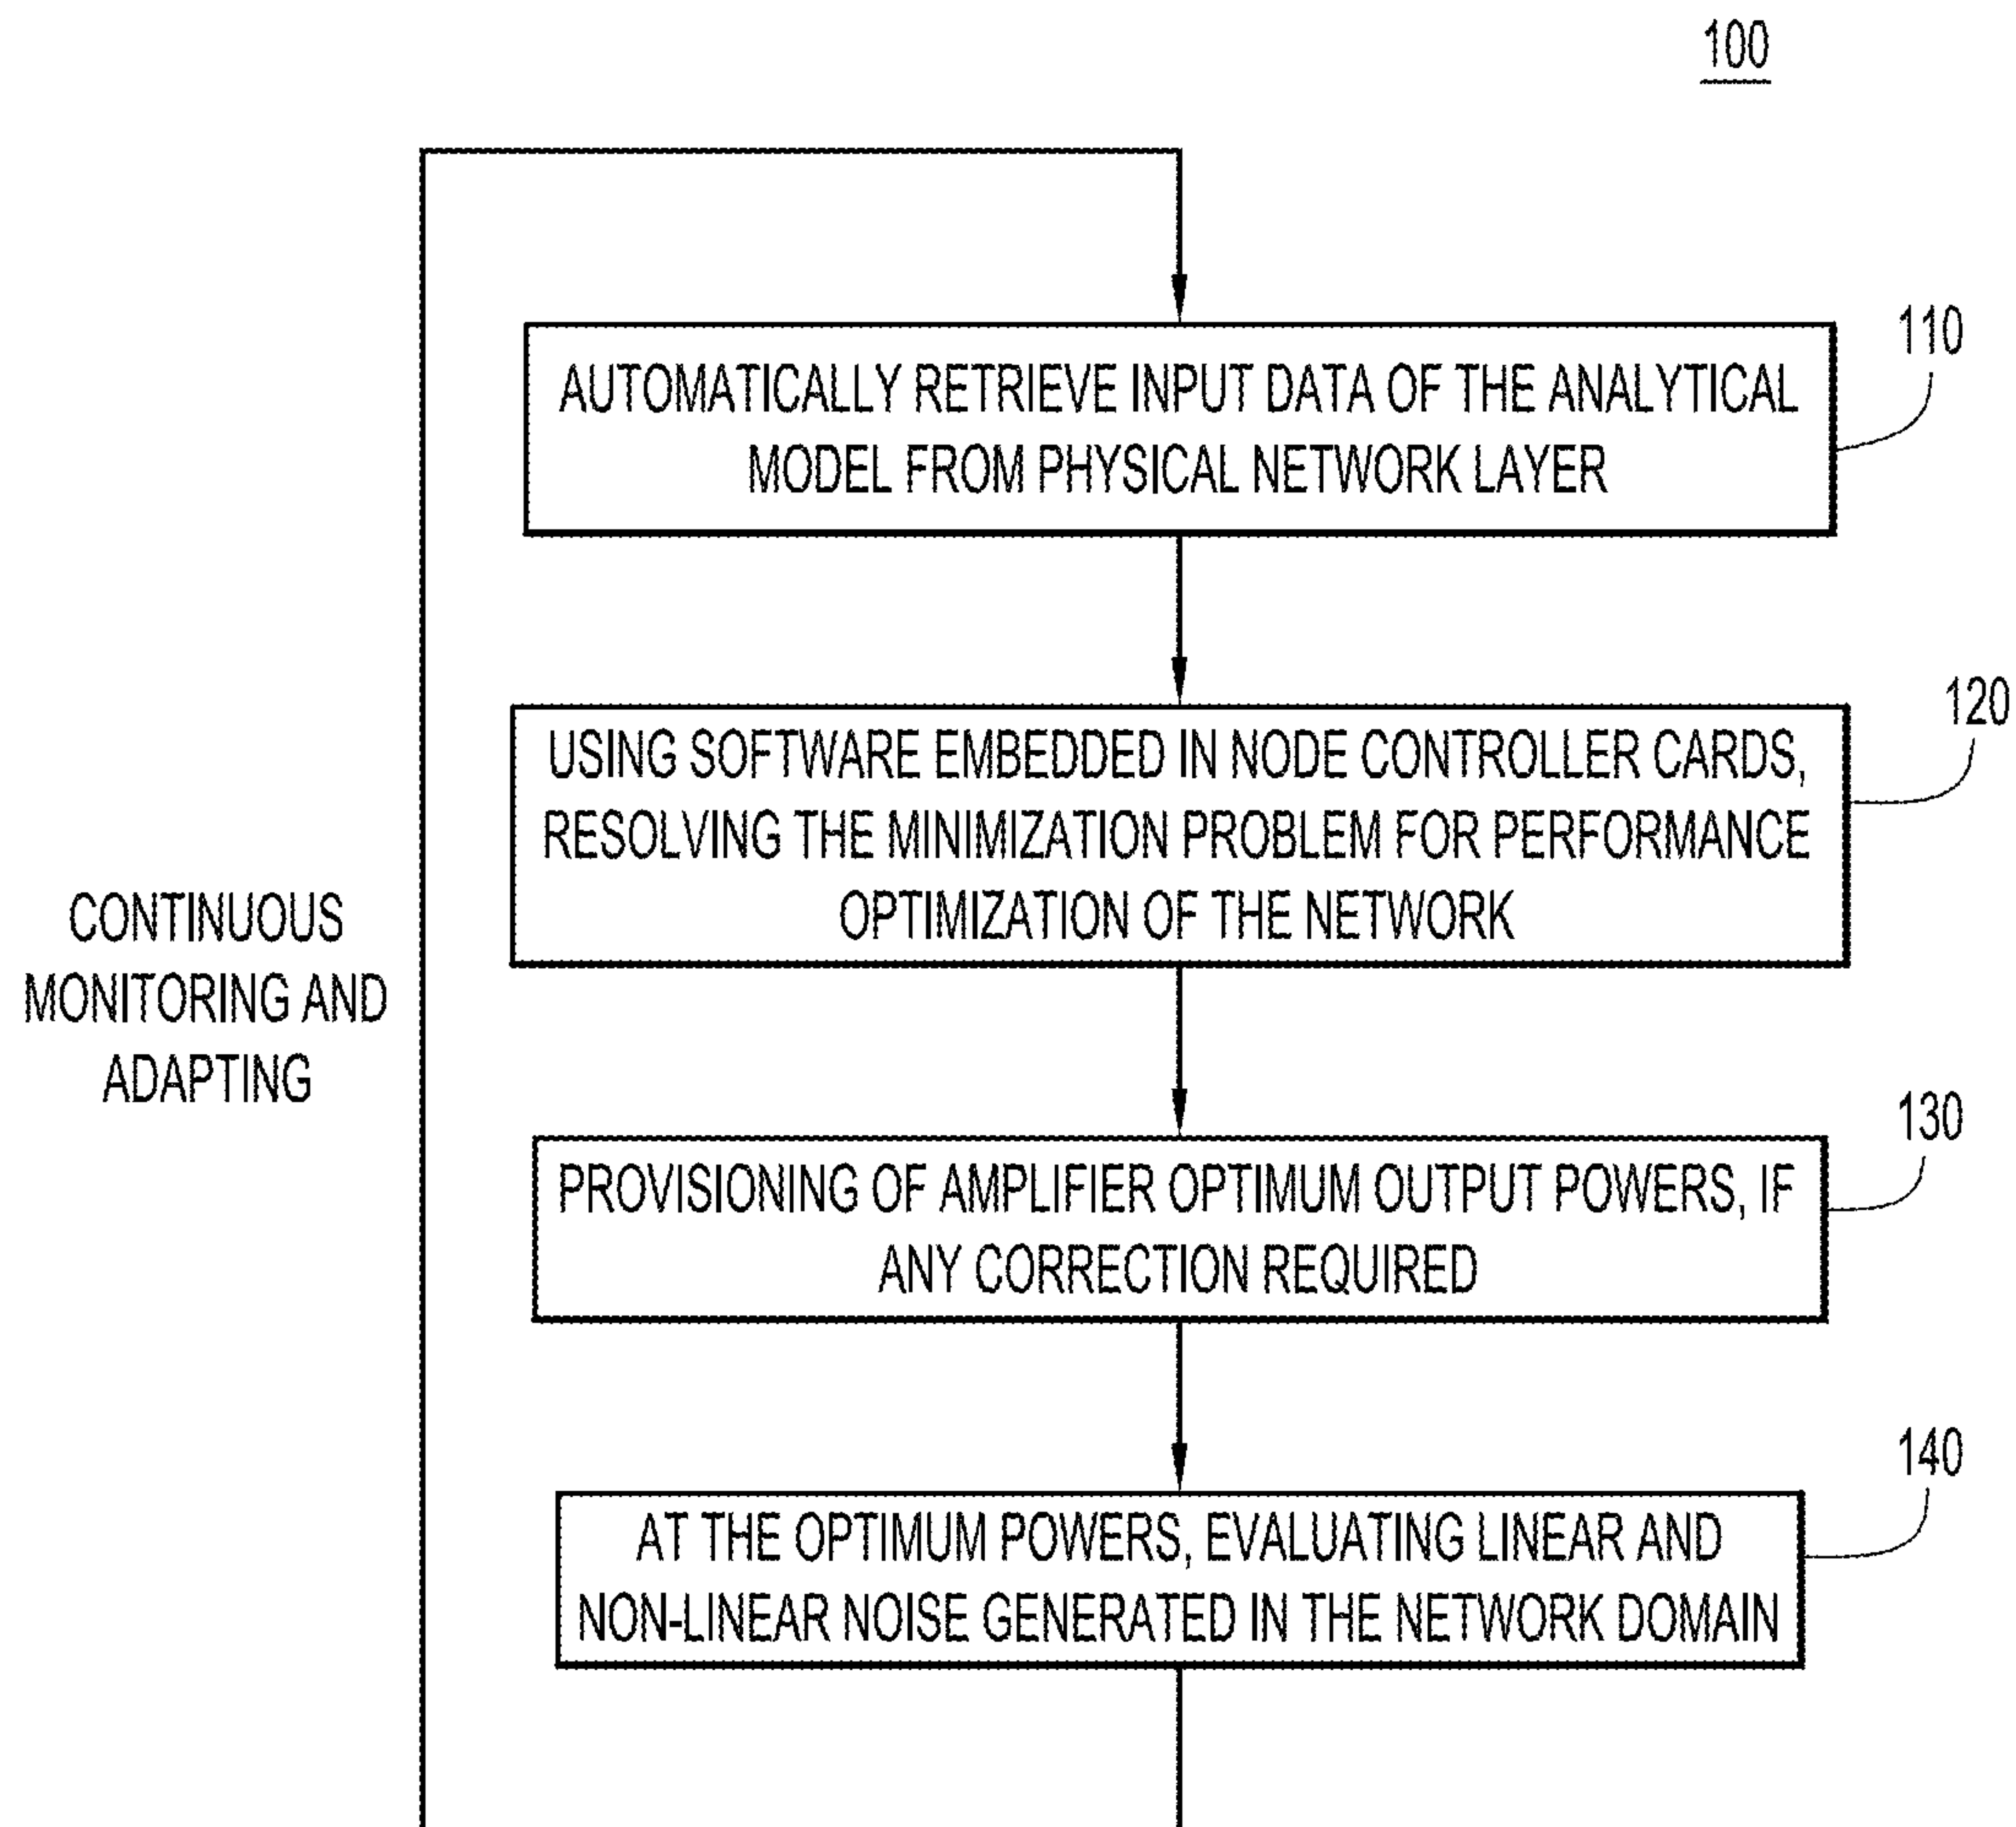 100
AUTOMATICALLY RETRIEVE INPUT DATA OF THE ANALYTICAL
MODEL FROM PHYSICAL NETWORK LAYER
110
USING SOFTWARE EMBEDDED IN NODE CONTROLLER CARDS,
RESOLVING THE MINIMIZATION PROBLEM FOR PERFORMANCE
OPTIMIZATION OF THE NETWORK
120
CONTINUOUS
MONITORING AND
ADAPTING
PROVISIONING OF AMPLIFIER OPTIMUM OUTPUT POWERS, IF
ANY CORRECTION REQUIRED
130
AT THE OPTIMUM POWERS, EVALUATING LINEAR AND
NON-LINEAR NOISE GENERATED IN THE NETWORK DOMAIN
140